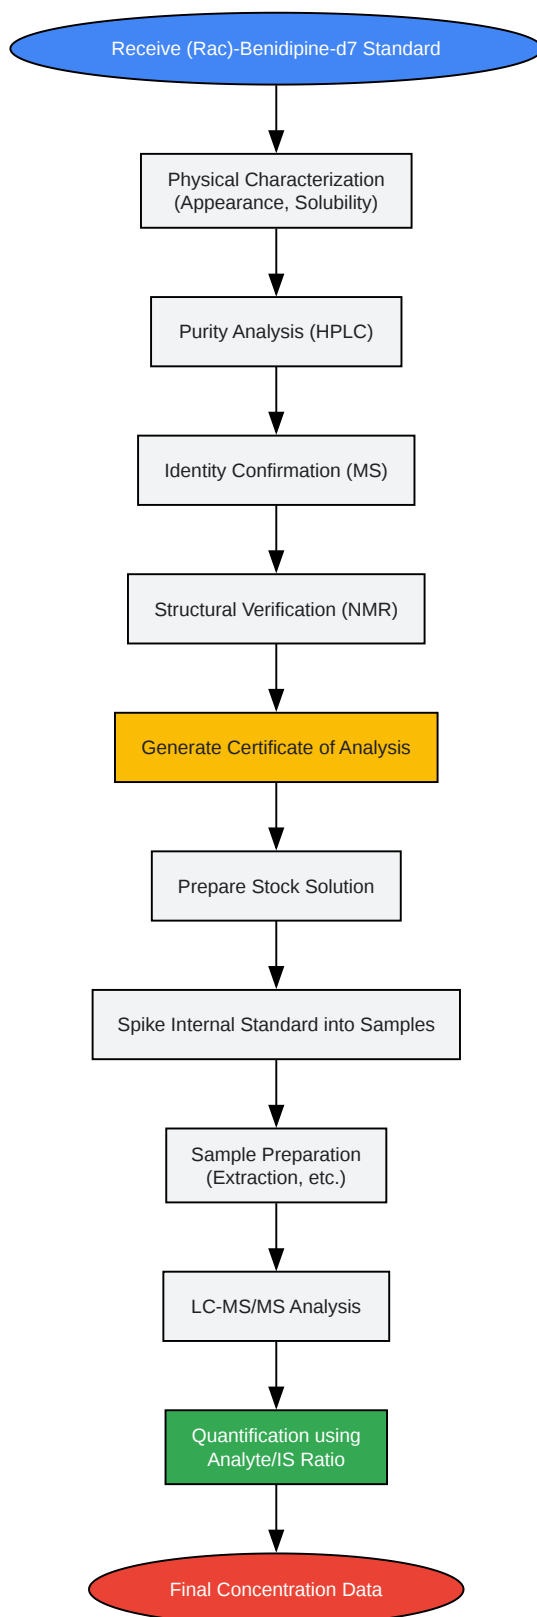 Receive (Rac)-Benidipine-d7 Standard
Physical Characterization
(Appearance, Solubility)
Purity Analysis (HPLC)
Identity Confirmation (MS)
Structural Verification (NMR)
Generate Certificate of Analysis
Prepare Stock Solution
Spike Internal Standard into Samples
Sample Preparation
(Extraction, etc.)
LC-MS/MS Analysis
Quantification using
Analyte/IS Ratio
Final Concentration Data